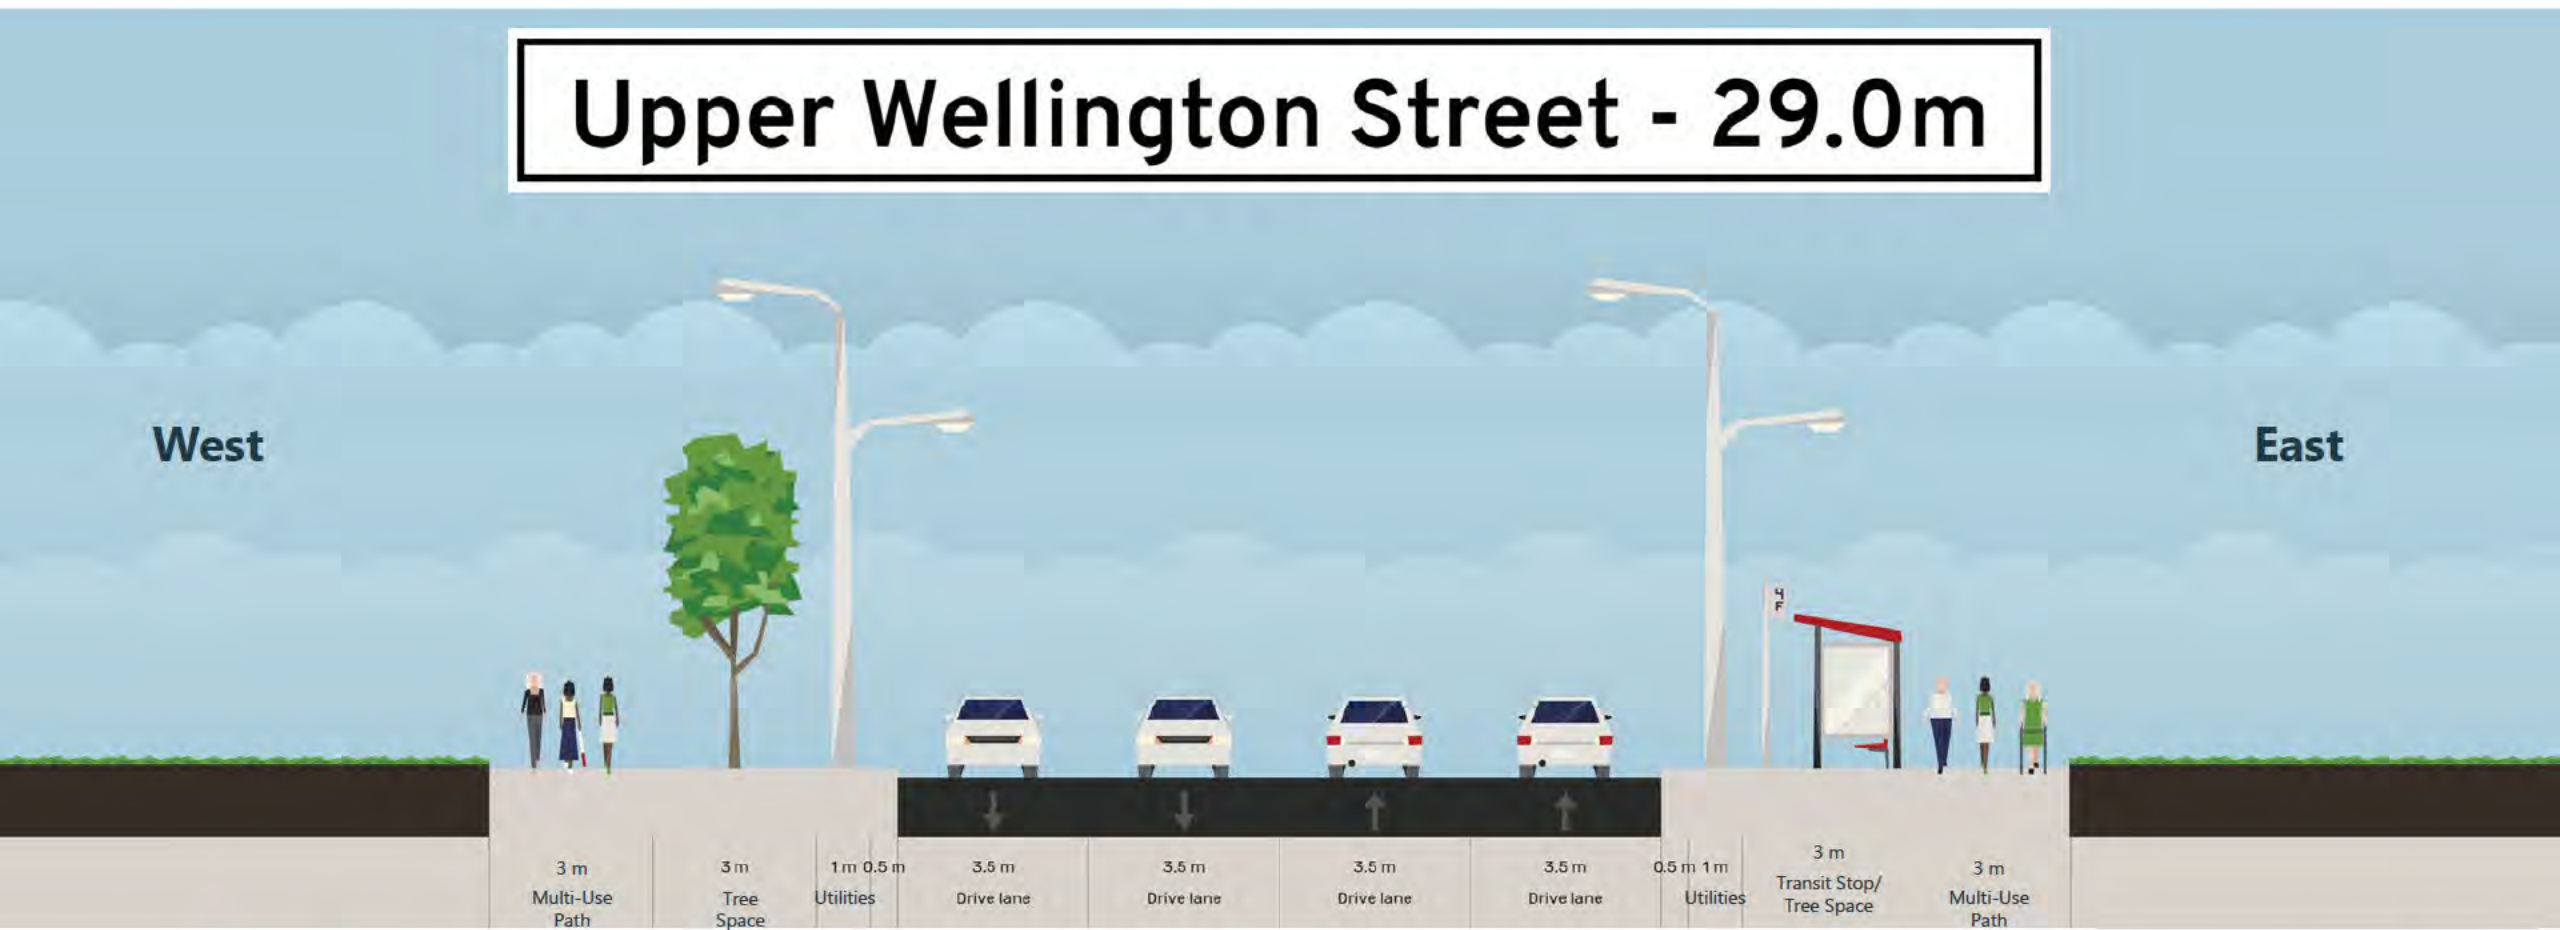 Upper Wellington Street - 29.0m
West
East
4
F
3 m
Multi-Use
Path
3 m
Tree
Space
1 m 0.5 m
Utilities
3.5 m
Drive lane
3.5 m
Drive lane
3.5 m
Drive lane
3.5 m
Drive lane
0.5 m 1 m
Utilities
3 m
Transit Stop/
Tree Space
3 m
Multi-Use
Path